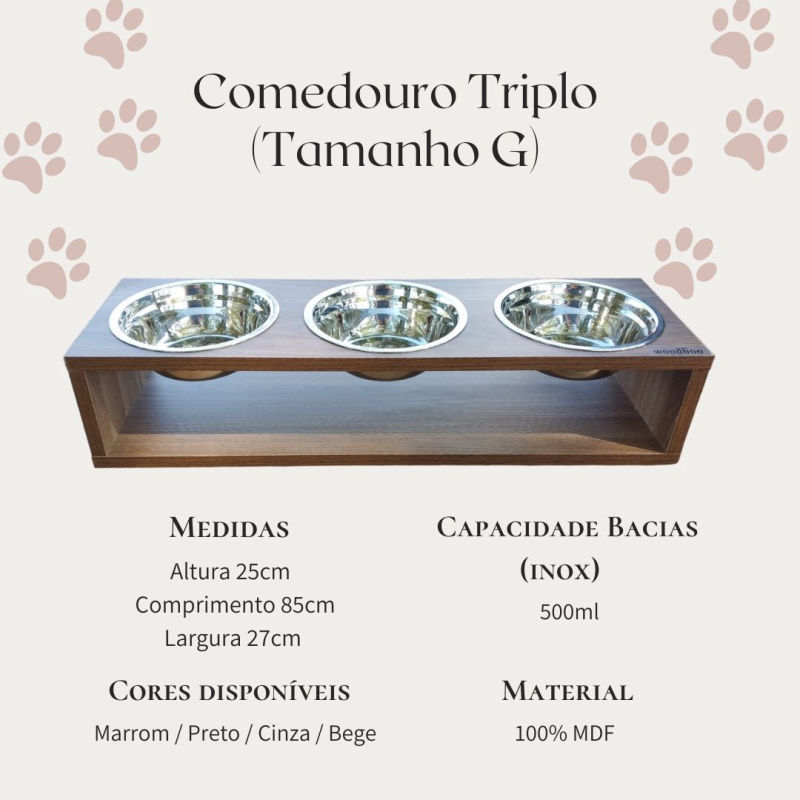 Comedouro Triplo
(Tamanho G)
woodboo
Medidas
Altura 25cm
Comprimento 85cm
Largura 27cm
Capacidade Bacias
(inox)
500ml
Cores disponíveis
Marrom / Preto / Cinza / Bege
Material
100% MDF